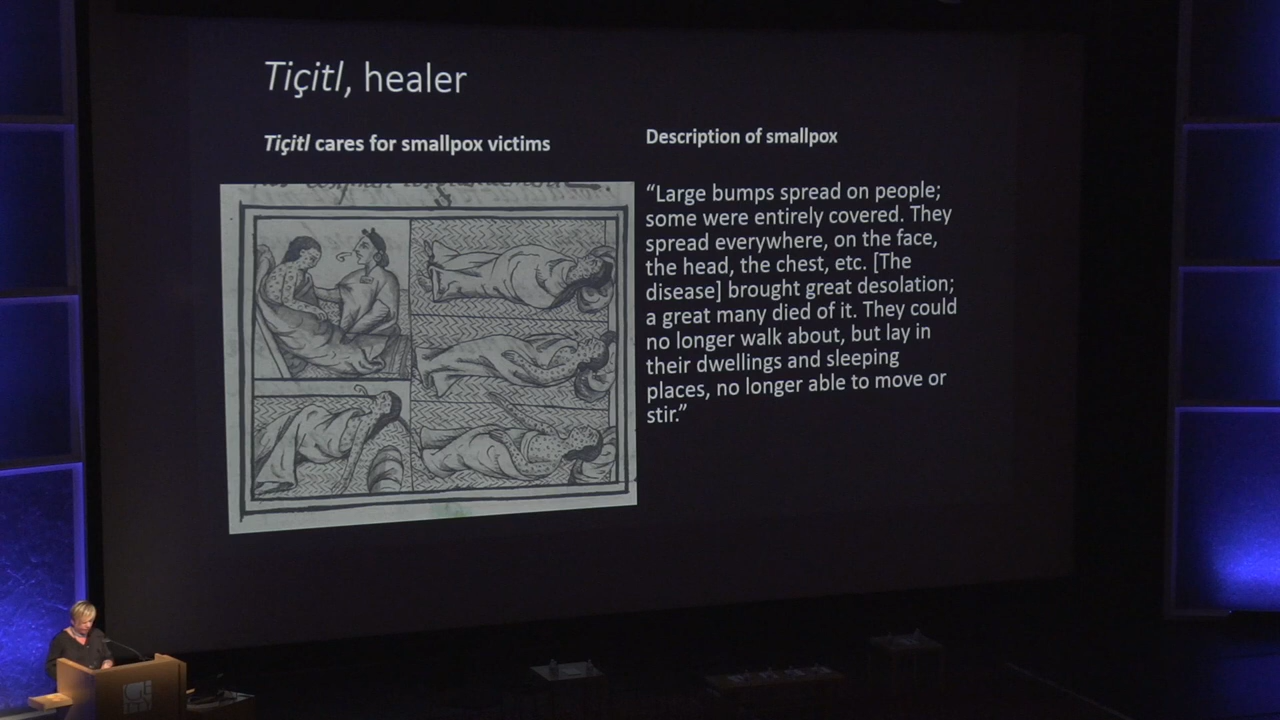 Tiçitl, healer
Tiçitl cares for smallpox victims
Description of smallpox
“Large bumps spread on people;
some were entirely covered. They
spread everywhere, on the face,
the head, the chest, etc. [The
disease] brought great desolation;
a great many died of it. They could
no longer walk about, but lay in
their dwellings and sleeping
places, no longer able to move or
stir.”